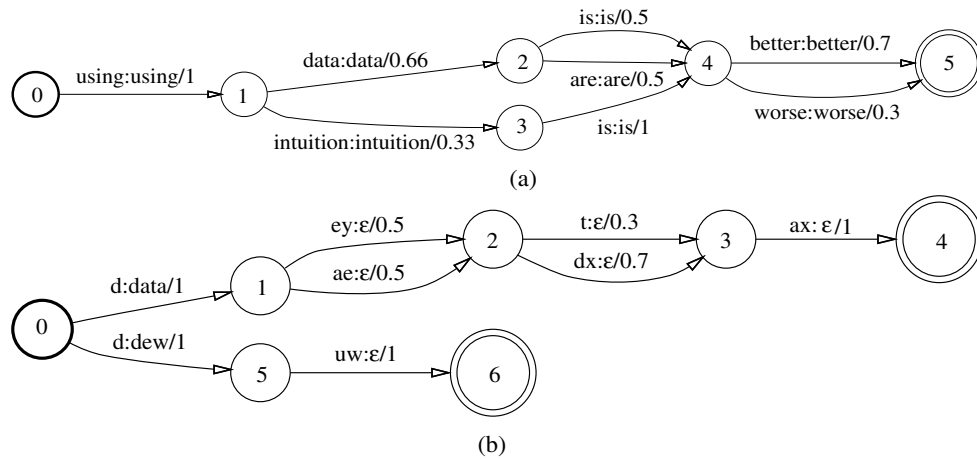 is:is/0.5
better:better/0.7
data:data/0.66
2
4
5
are:are/0.5
using:using/1
0
1
3
worse:worse/0.3
intuition:intuition/0.33
is:is/1
(a)
ey:ε/0.5
t:ε/0.3
ax: ε/1
2
3
4
ae:ε/0.5
dx:ε/0.7
d:data/1
1
0
d:dew/1
uw:ε/1
5
6
(b)